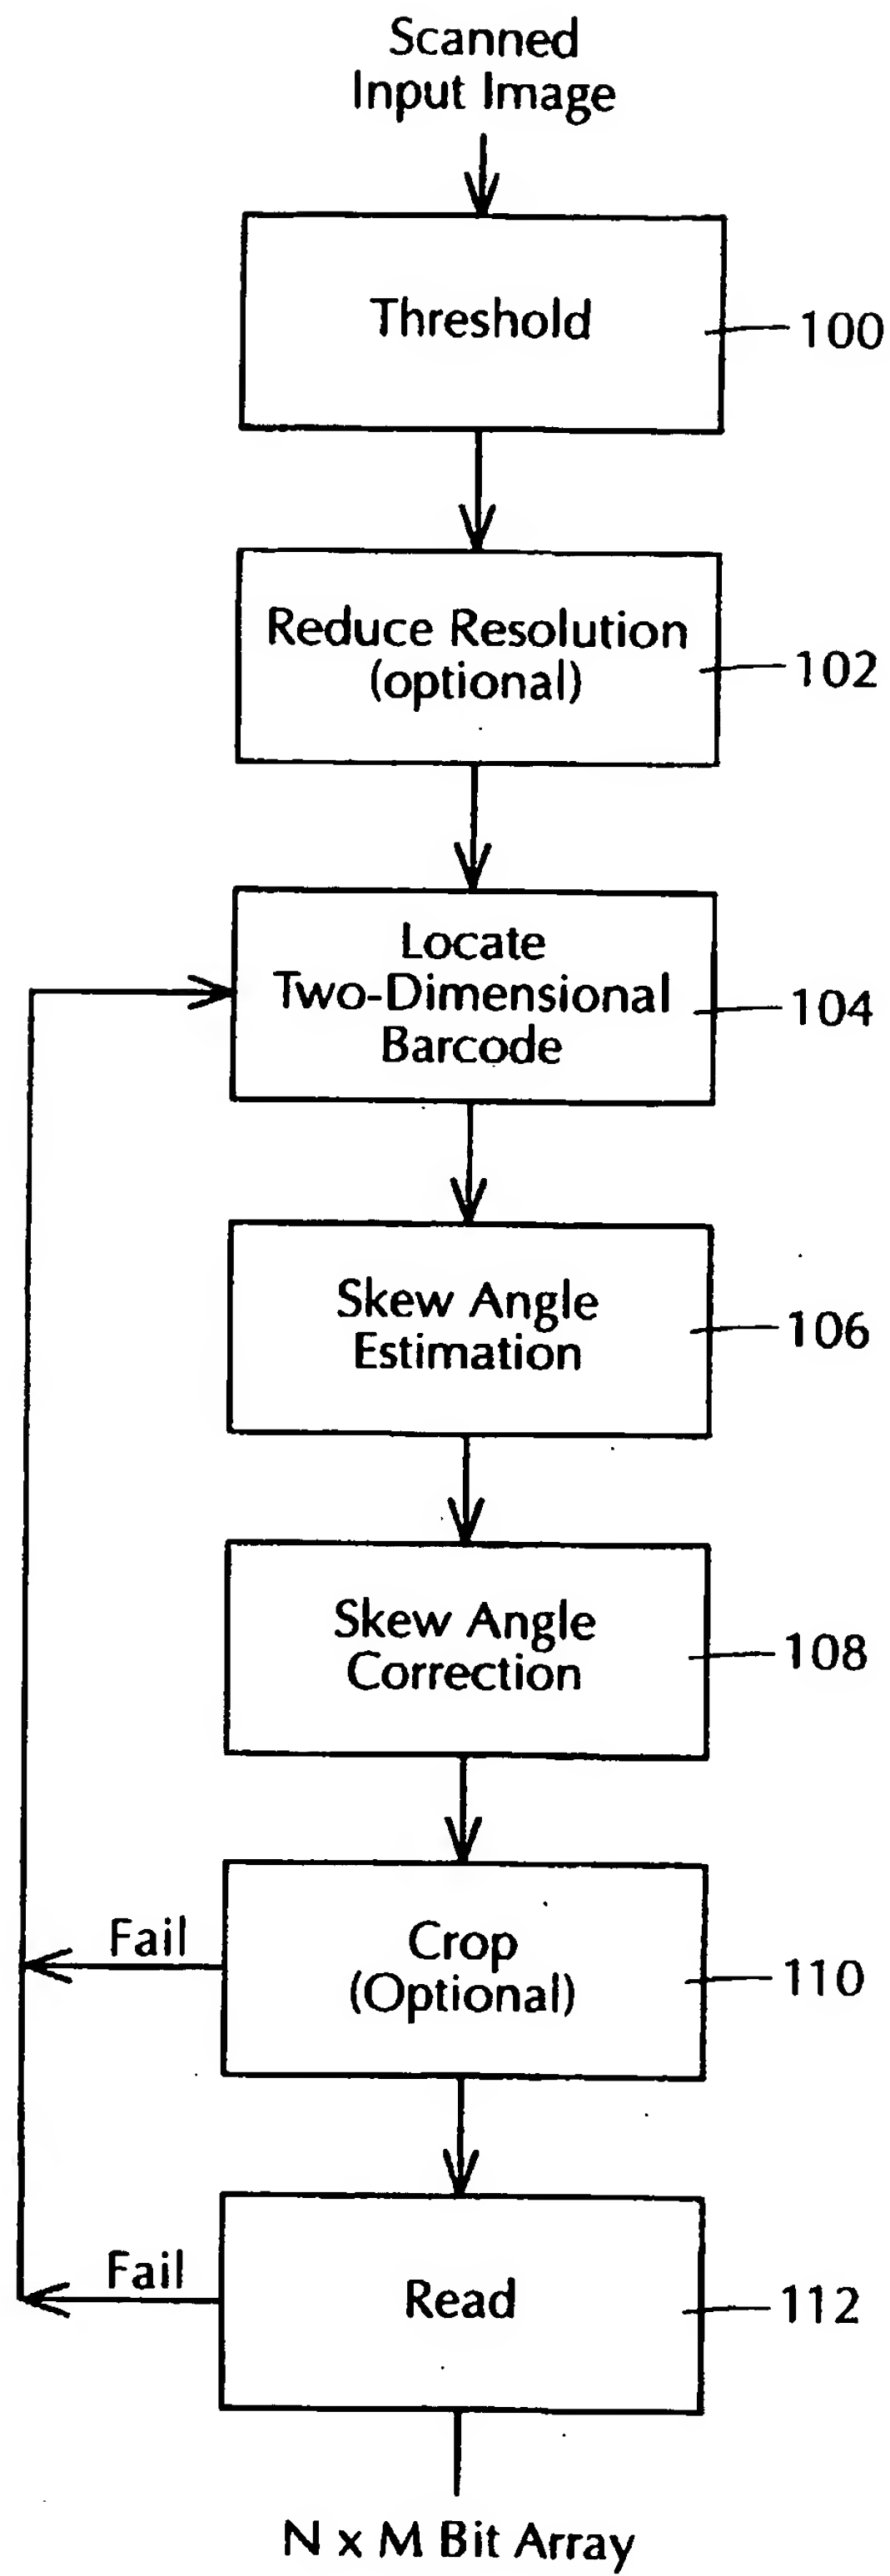 Scanned
Input Image
Threshold
100
Reduce Resolution
(optional)
102
Locate
Two-Dimensional
Barcode
104
Skew Angle
Estimation
106
Skew Angle
Correction
108
Fail
Crop
(Optional)
110
Fail
Read
112
N x M Bit Array